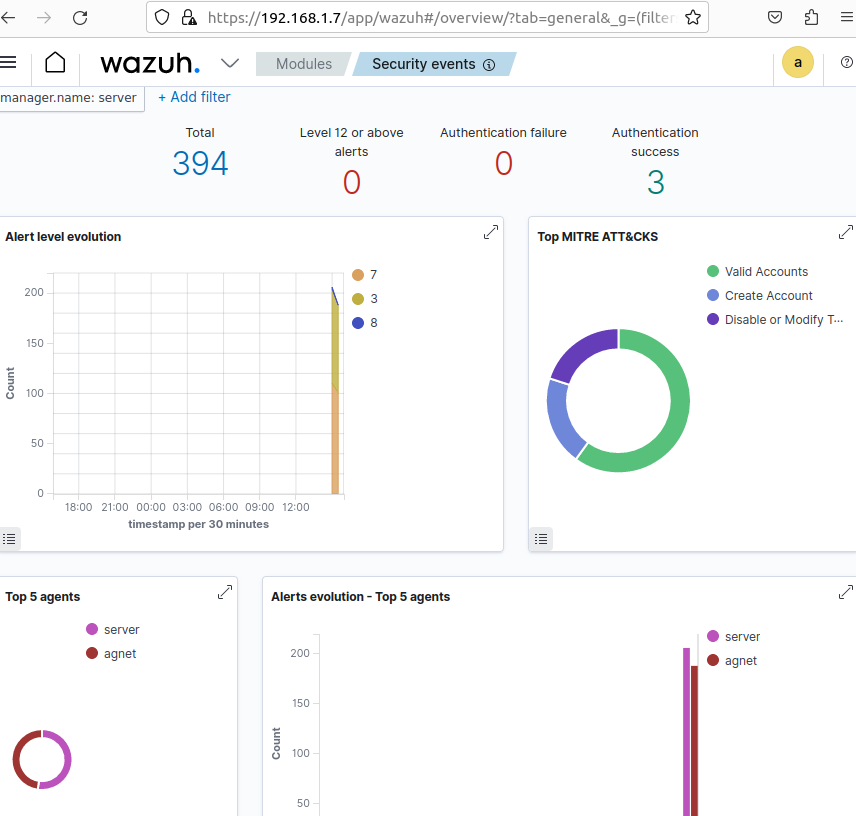 https://192.168.1.7/app/wazuh#/overview/?tab=general&_g=(filter
wazuh.
Modules
Security events
a
manager.name: server
+ Add filter
Total
394
Level 12 or above
alerts
0
Authentication failure
0
Authentication
success
3
Alert level evolution
7
3
8
200
150
100
50
0
Count
18:00 21:00 00:00 03:00 06:00 09:00 12:00
timestamp per 30 minutes
Top MITRE ATT&CKS
Valid Accounts
Create Account
Disable or Modify T...
Top 5 agents
server
agnet
Alerts evolution - Top 5 agents
server
agnet
200
150
100
50
Count